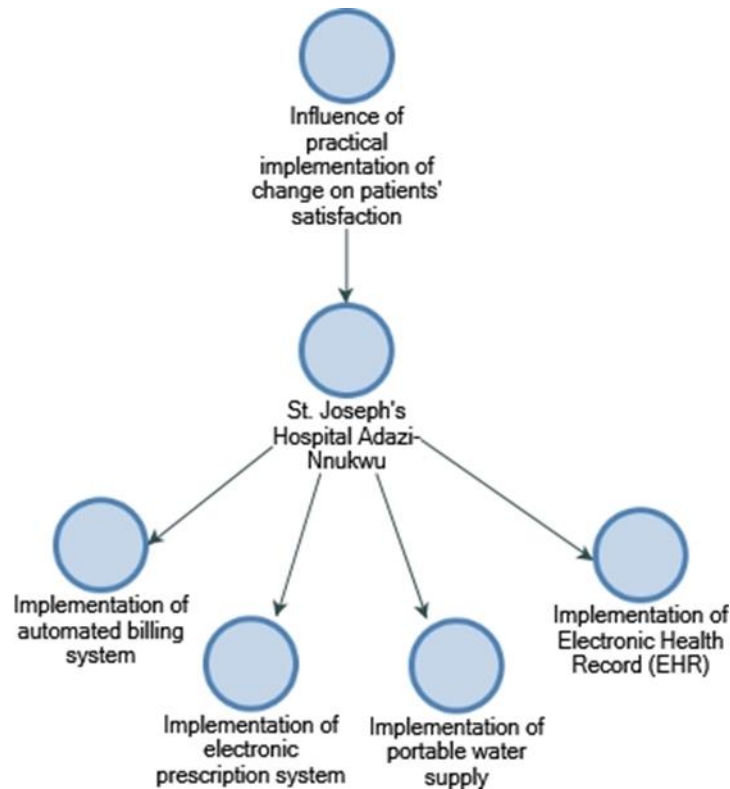 Influence of
practical
implementation of
change on patients'
satisfaction
St. Joseph's
Hospital Adazi-
Nnukwu
Implementation of
automated billing
system
Implementation of
electronic
prescription system
Implementation of
portable water
supply
Implementation of
Electronic Health
Record (EHR)